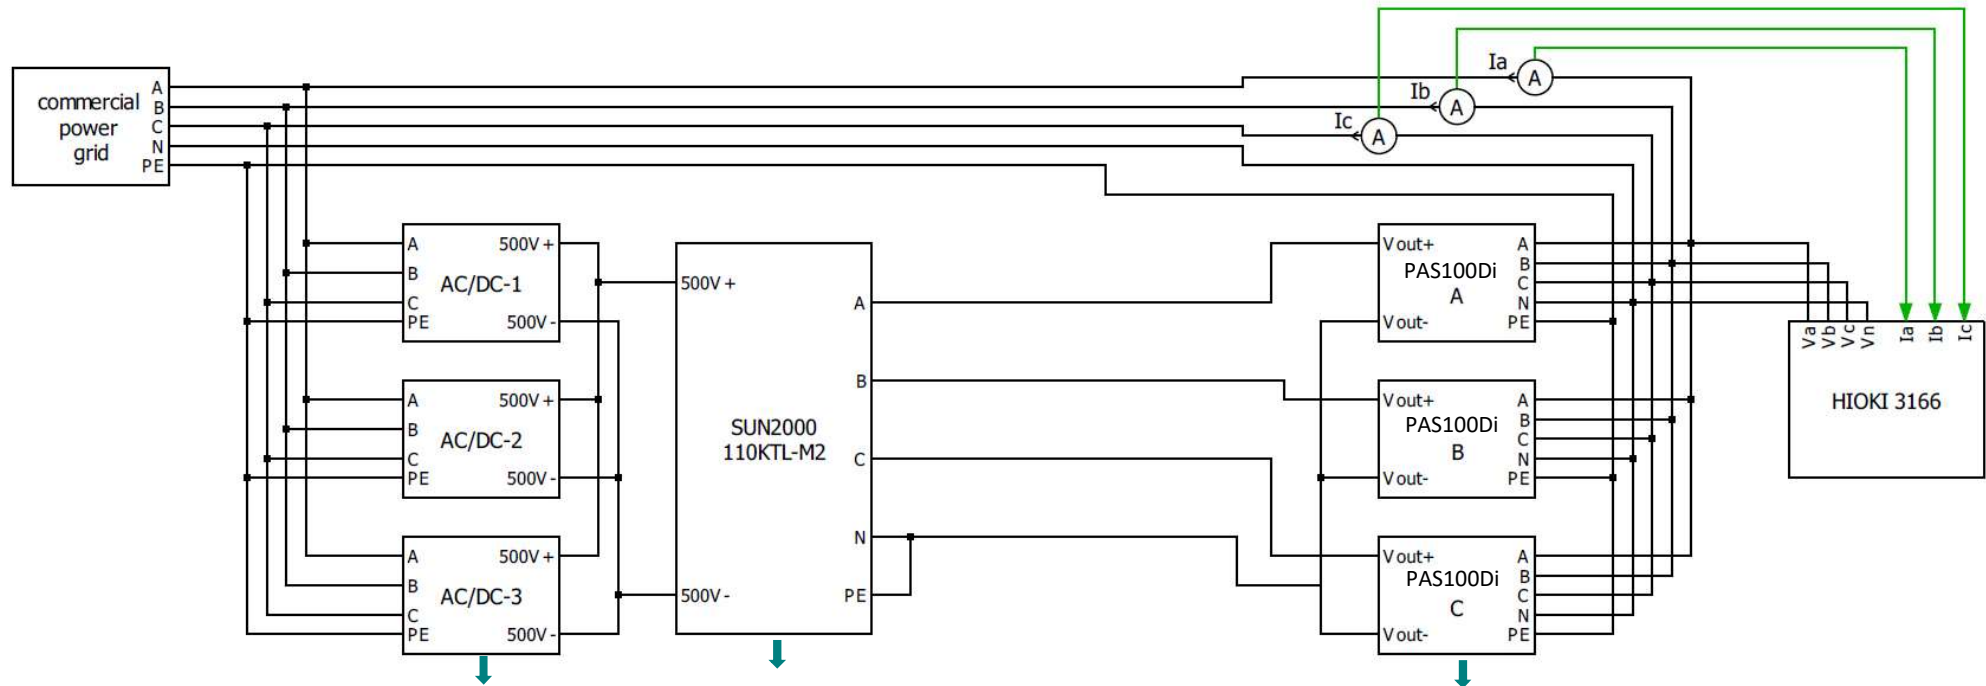 commercial
power
grid
A
B
C
N
PE
Ia
A
Ib
A
Ic
A
A
B
C
PE
AC/DC-1
500V+
500V-
A
B
C
PE
AC/DC-2
500V+
500V-
A
B
C
PE
AC/DC-3
500V+
500V-
500V+
500V-
SUN2000
110KTL-M2
A
B
C
N
PE
Vout+
Vout-
PAS100Di
A
A
B
C
N
PE
Vout+
Vout-
PAS100Di
B
A
B
C
N
PE
Vout+
Vout-
PAS100Di
C
A
B
C
N
PE
Va
Vb
Vc
Vn
Ia
Ib
Ic
HIOKI 3166